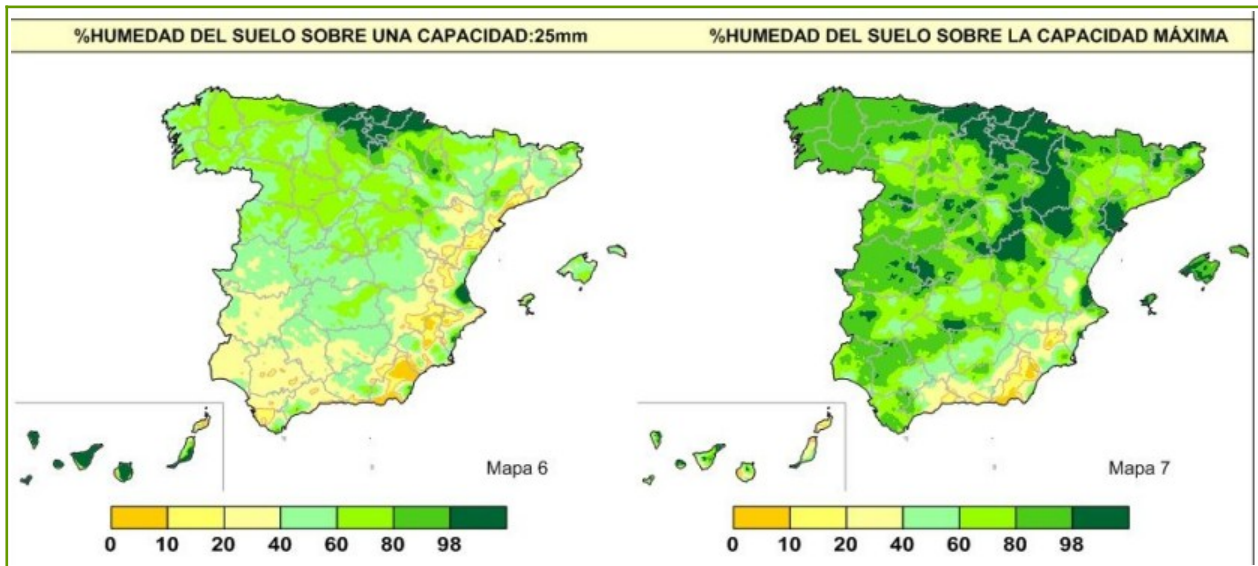 %HUMEDAD DEL SUELO SOBRE UNA CAPACIDAD:25mm
%HUMEDAD DEL SUELO SOBRE LA CAPACIDAD MÁXIMA
Mapa 6
Mapa 7
0 10 20 40 60 80 98
0 10 20 40 60 80 98